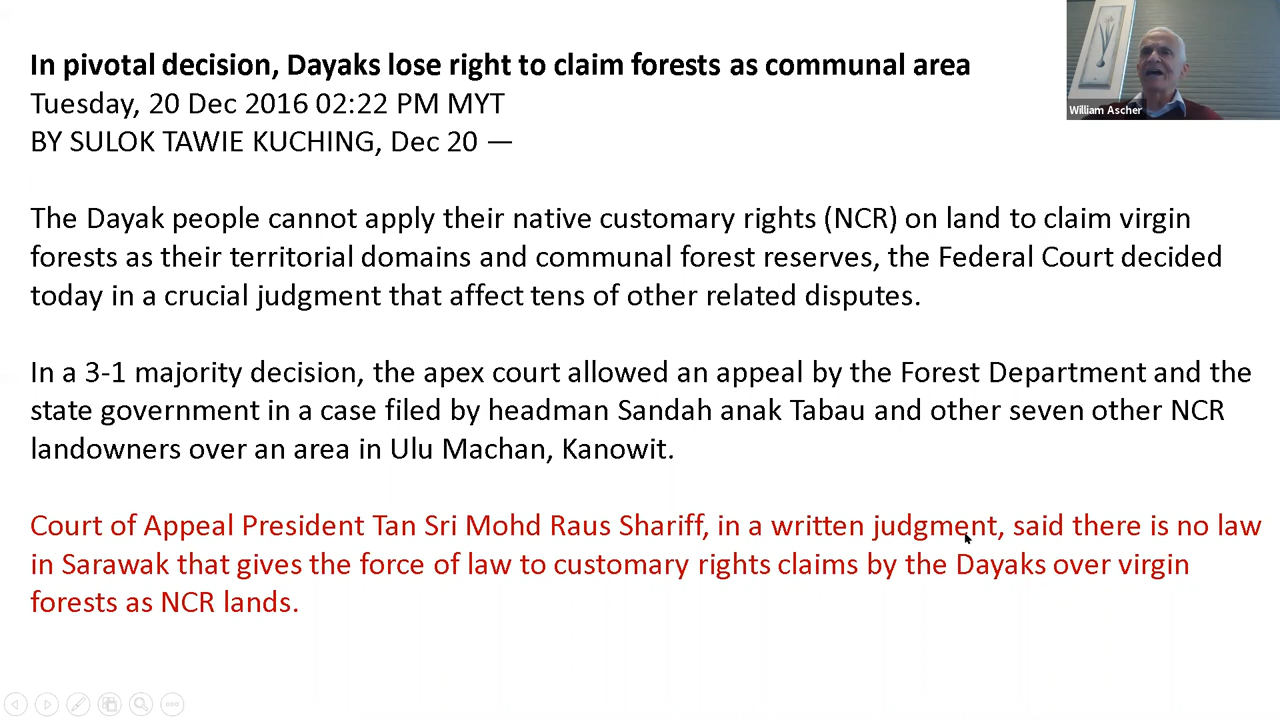 In pivotal decision, Dayaks lose right to claim forests as communal area
Tuesday, 20 Dec 2016 02:22 PM MYT
BY SULOK TAWIE KUCHING, Dec 20 —
The Dayak people cannot apply their native customary rights (NCR) on land to claim virgin
forests as their territorial domains and communal forest reserves, the Federal Court decided
today in a crucial judgment that affect tens of other related disputes.
In a 3-1 majority decision, the apex court allowed an appeal by the Forest Department and the
state government in a case filed by headman Sandah anak Tabau and other seven other NCR
landowners over an area in Ulu Machan, Kanowit.
Court of Appeal President Tan Sri Mohd Raus Shariff, in a written judgment, said there is no law
in Sarawak that gives the force of law to customary rights claims by the Dayaks over virgin
forests as NCR lands.
William Ascher